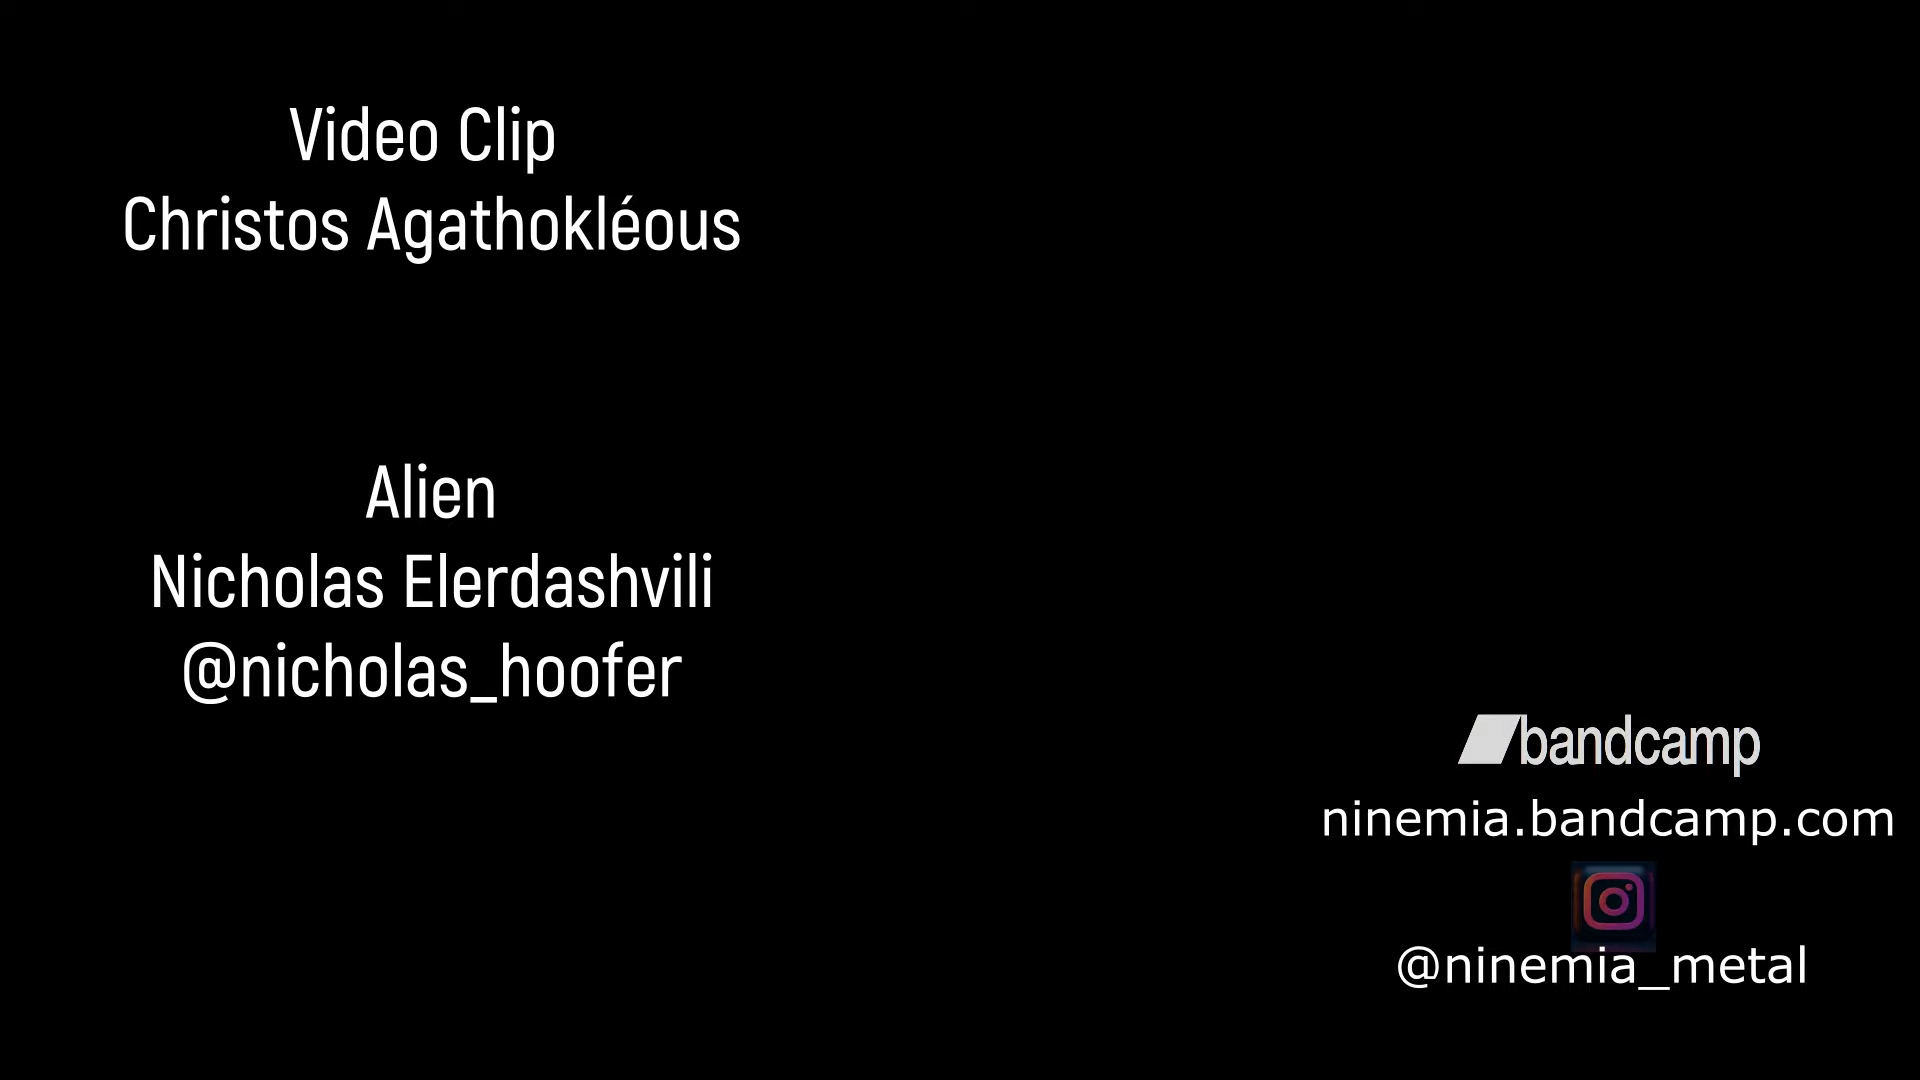 Video Clip
Christos Agathokléous
Alien
Nicholas Elerdashvili
@nicholas_hoofer
bandcamp
ninemia.bandcamp.com
@ninemia_metal